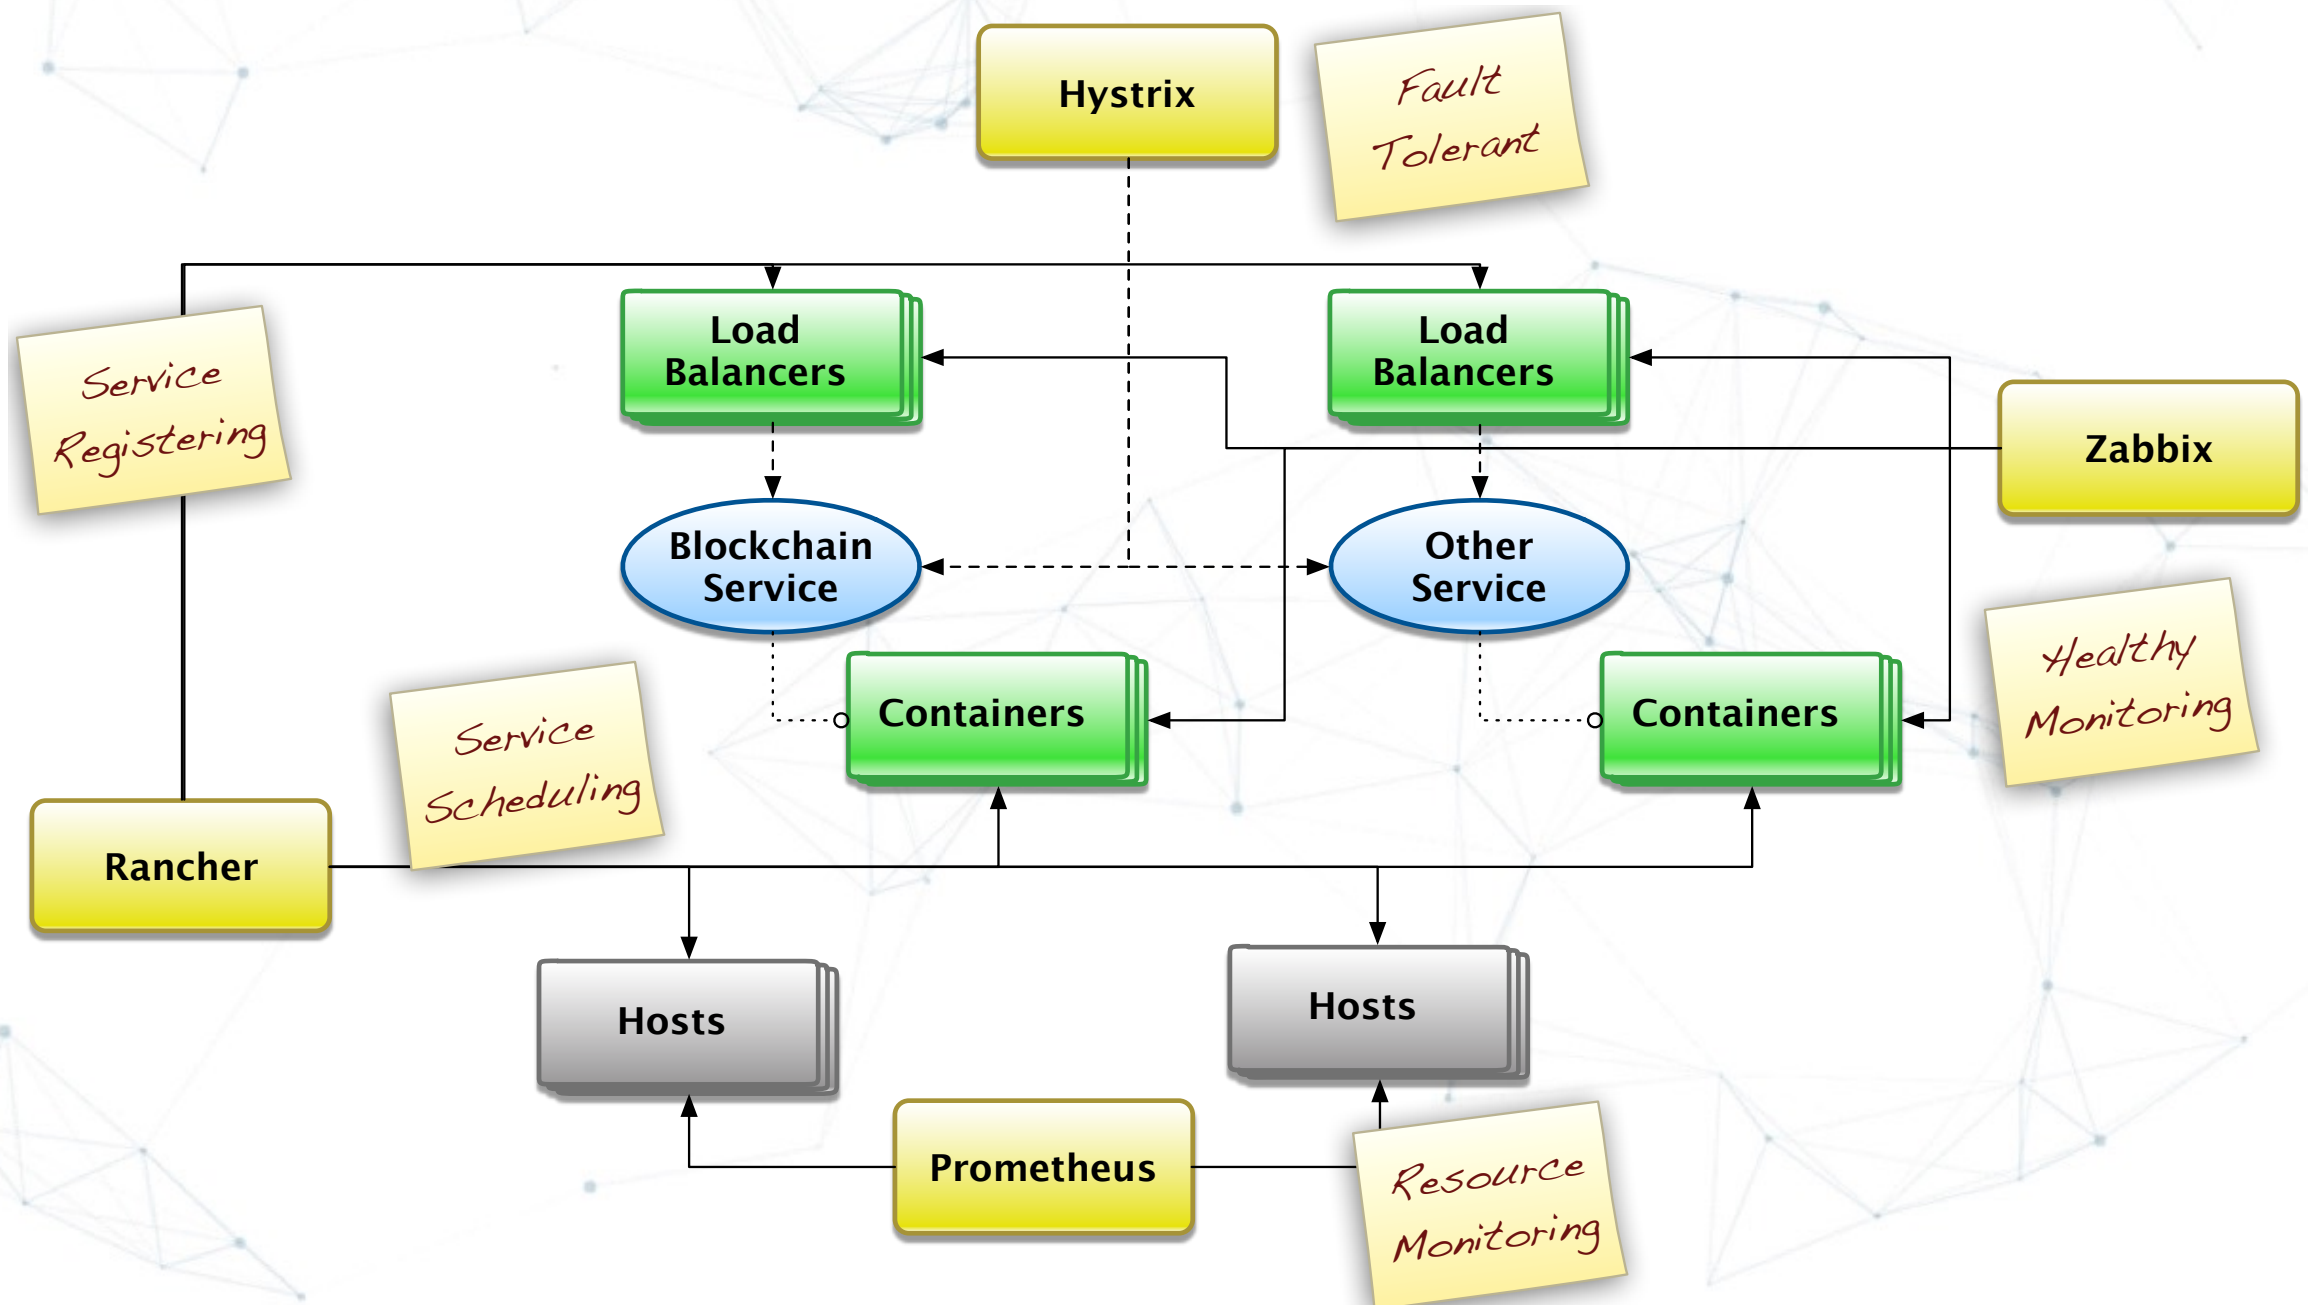 Hystrix
Fault
Tolerant
Load
Balancers
Load
Balancers
Service
Registering
Zabbix
Blockchain
Service
Other
Service
Healthy
Monitoring
Containers
Containers
Service
Scheduling
Rancher
Hosts
Hosts
Prometheus
Resource
Monitoring